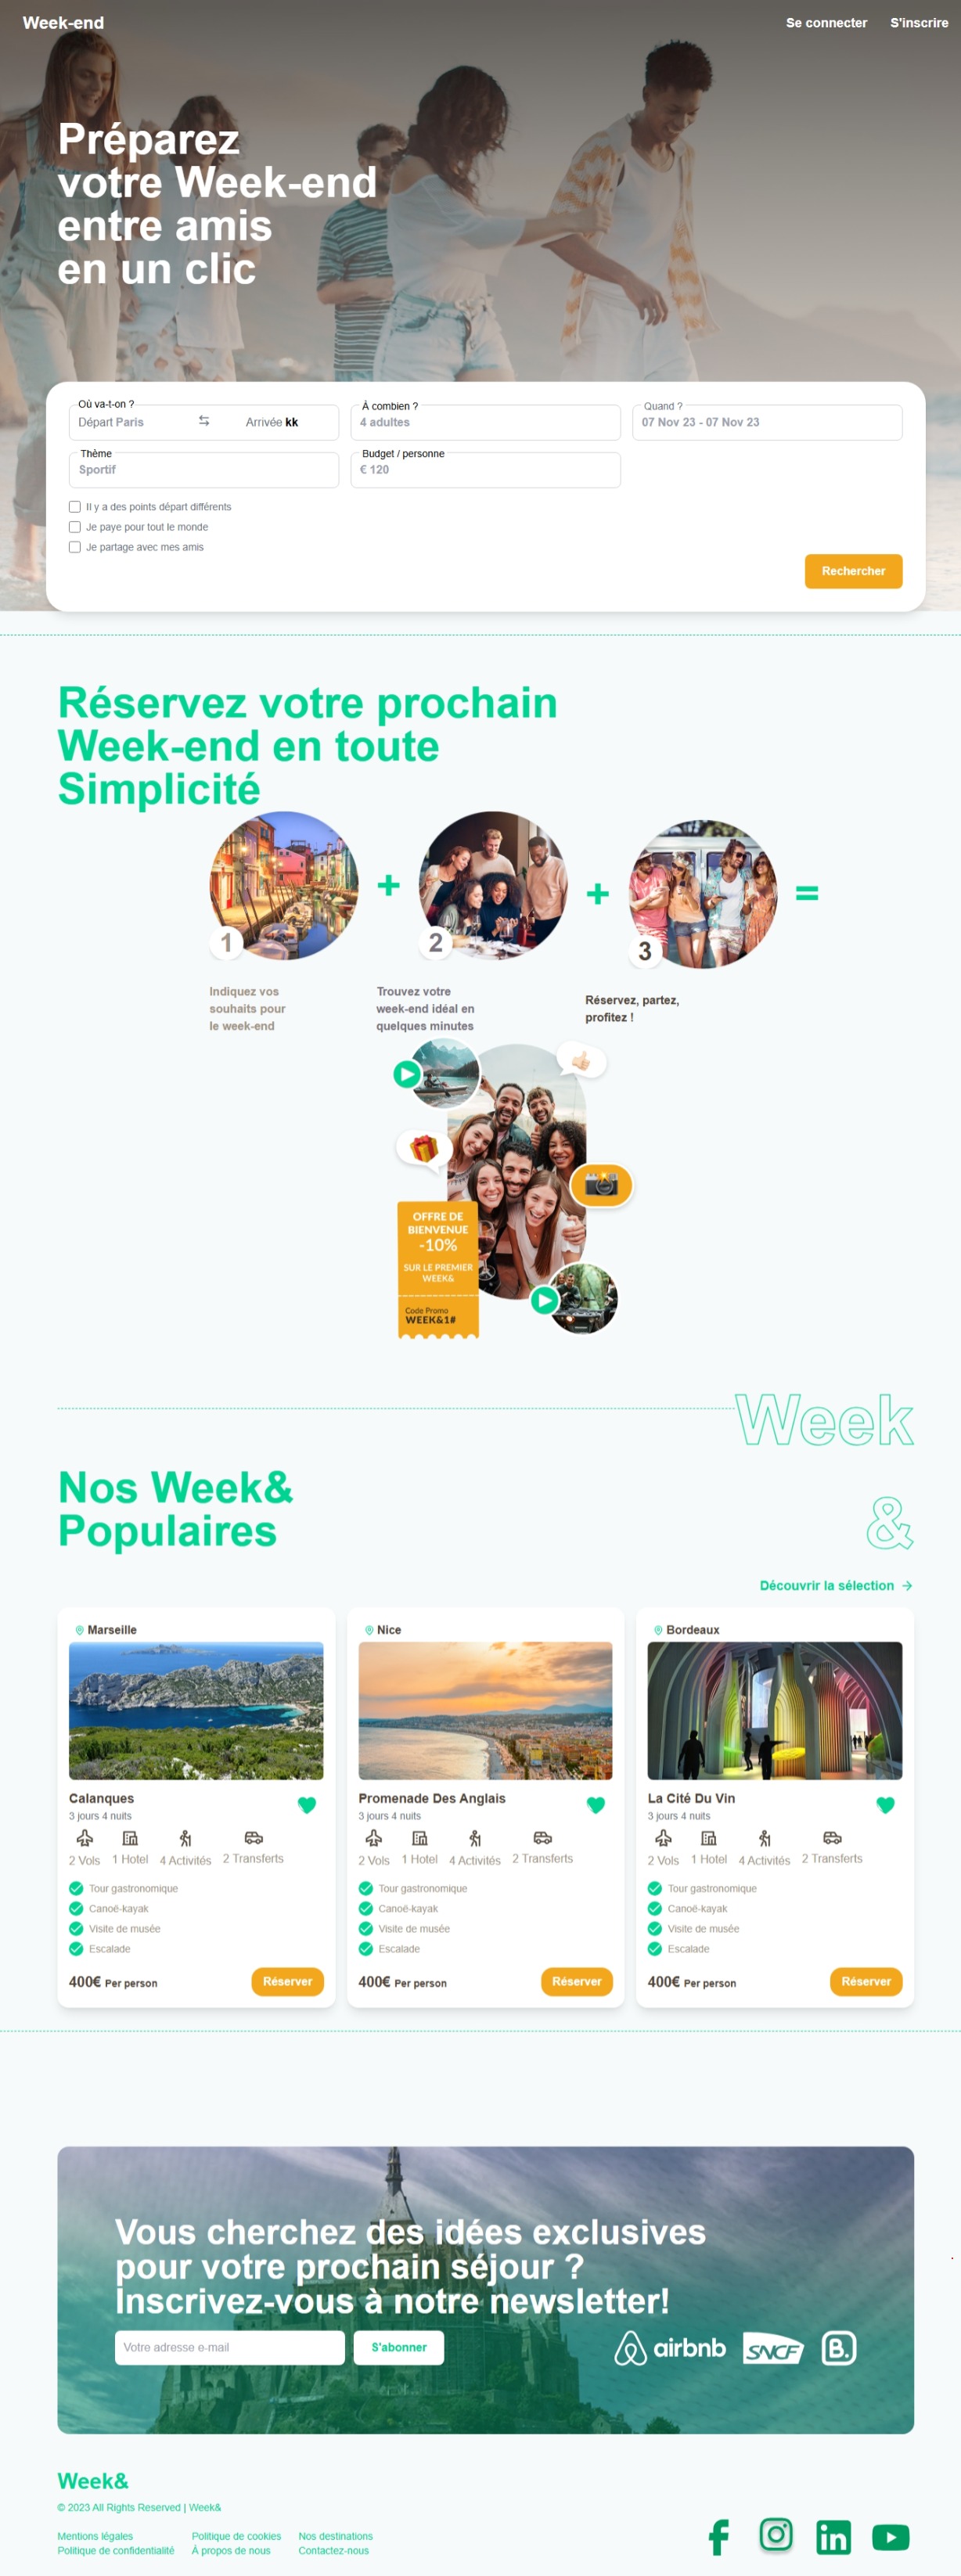 Week-end
Se connecter
S'inscrire
Préparez
votre Week-end
entre amis
en un clic
Où va-t-on ?
Départ Paris
Arrivée kk
À combien ?
4 adultes
Quand ?
07 Nov 23 - 07 Nov 23
Thème
Sportif
Budget / personne
€ 120
Il y a des points départ différents
Je paye pour tout le monde
Je partage avec mes amis
Rechercher
Réservez votre prochain
Week-end en toute
Simplicité
1
+
2
+
3
=
Indiquez vos
souhaits pour
le week-end
Trouvez votre
week-end idéal en
quelques minutes
Réservez, partez,
profitez !
OFFRE DE
BIENVENUE
-10%
SUR LE PREMIER
WEEK&
Code Promo
WEEK&1#
Week
&
Nos Week&
Populaires
Découvrir la sélection
Marseille
Calanques
3 jours 4 nuits
2 Vols
1 Hotel
4 Activités
2 Transferts
Tour gastronomique
Canoë-kayak
Visite de musée
Escalade
400€ Per person
Réserver
Nice
Promenade Des Anglais
3 jours 4 nuits
2 Vols
1 Hotel
4 Activités
2 Transferts
Tour gastronomique
Canoë-kayak
Visite de musée
Escalade
400€ Per person
Réserver
Bordeaux
La Cité Du Vin
3 jours 4 nuits
2 Vols
1 Hotel
4 Activités
2 Transferts
Tour gastronomique
Canoë-kayak
Visite de musée
Escalade
400€ Per person
Réserver
Vous cherchez des idées exclusives
pour votre prochain séjour ?
Inscrivez-vous à notre newsletter!
Votre adresse e-mail
S'abonner
airbnb
SNCF
B.
Week&
© 2023 All Rights Reserved | Week&
Mentions légales
Politique de confidentialité
Politique de cookies
À propos de nous
Nos destinations
Contactez-nous
f
in